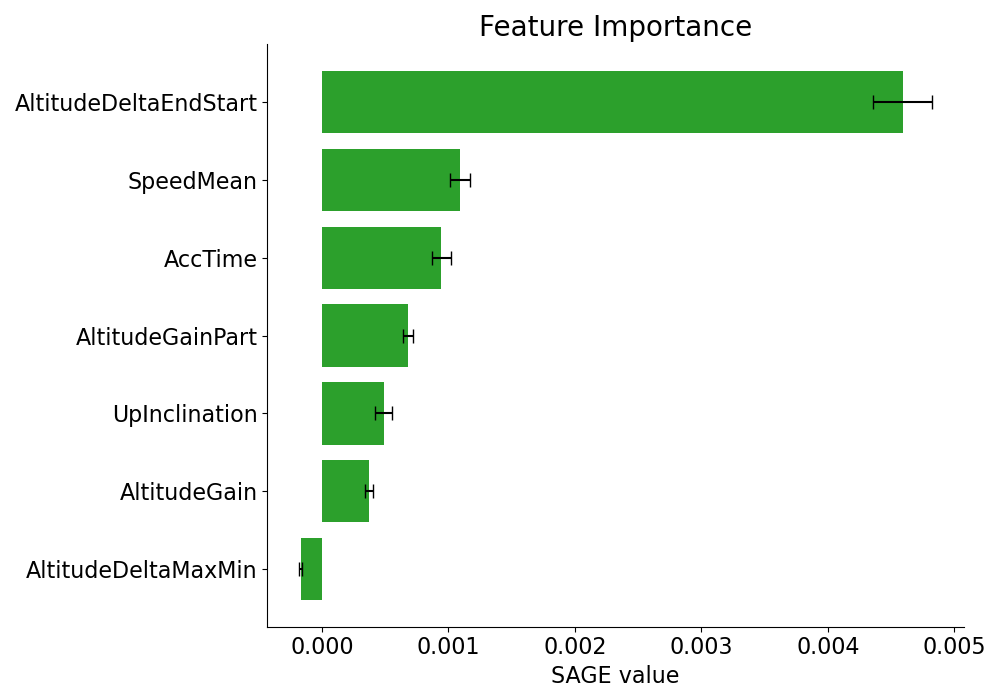 Feature Importance
AltitudeDeltaEndStart
SpeedMean
AccTime
AltitudeGainPart
UpInclination
AltitudeGain
AltitudeDeltaMaxMin
0.000 0.001 0.002 0.003 0.004 0.005
SAGE value